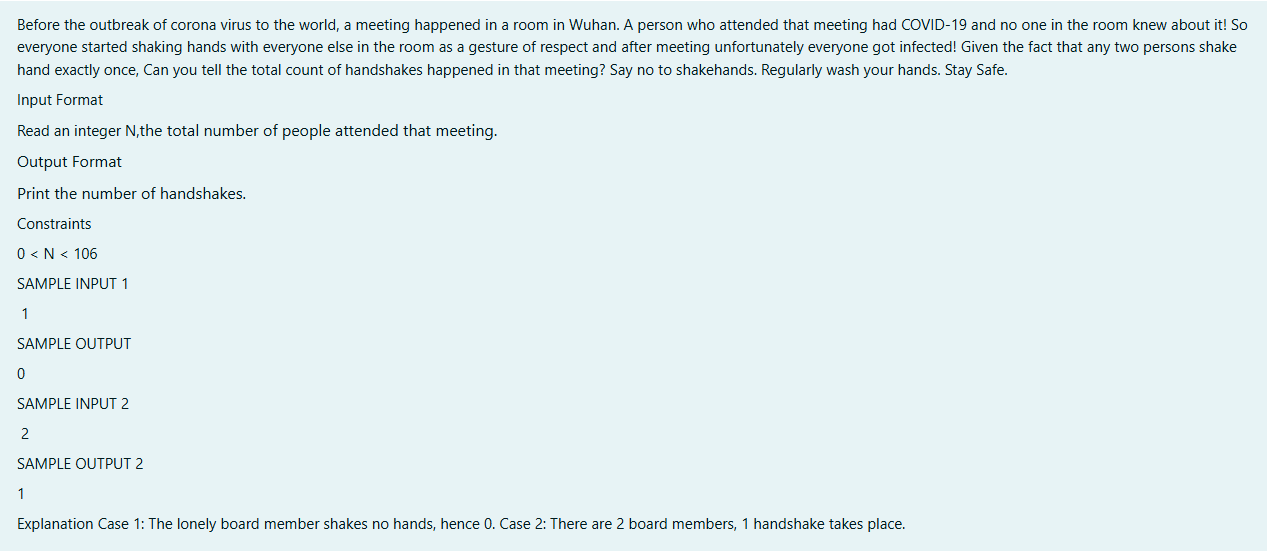 Before the outbreak of corona virus to the world, a meeting happened in a room in Wuhan. A person who attended that meeting had COVID-19 and no one in the room knew about it! So
everyone started shaking hands with everyone else in the room as a gesture of respect and after meeting unfortunately everyone got infected! Given the fact that any two persons shake
hand exactly once, Can you tell the total count of handshakes happened in that meeting? Say no to shakehands. Regularly wash your hands. Stay Safe.
Input Format
Read an integer N,the total number of people attended that meeting.
Output Format
Print the number of handshakes.
Constraints
0 < N < 106
SAMPLE INPUT 1
1
SAMPLE OUTPUT
0
SAMPLE INPUT 2
2
SAMPLE OUTPUT 2
1
Explanation Case 1: The lonely board member shakes no hands, hence 0. Case 2: There are 2 board members, 1 handshake takes place.